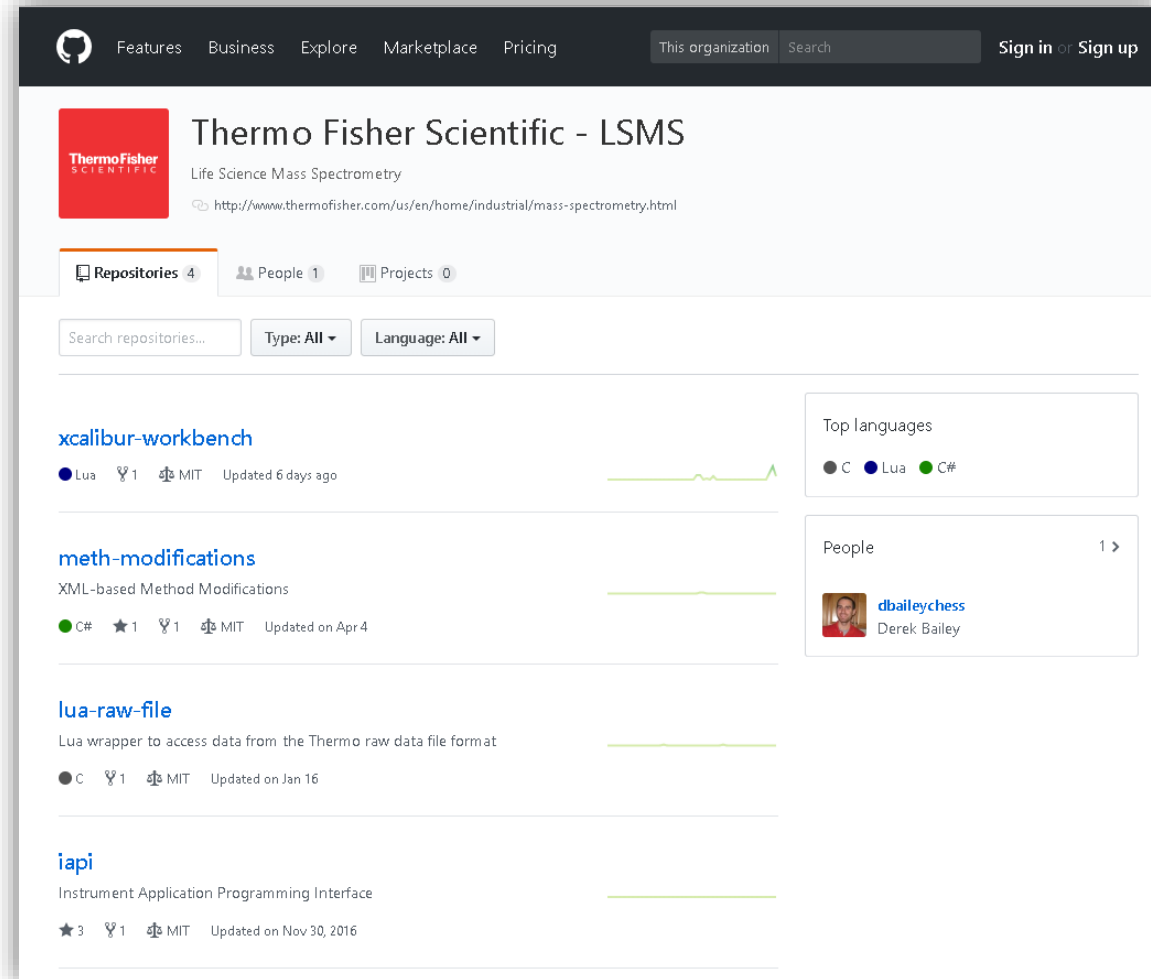 Features Business Explore Marketplace Pricing This organization Search Sign in or Sign up
ThermoFisher
SCIENTIFIC
Thermo Fisher Scientific - LSMS
Life Science Mass Spectrometry
http://www.thermofisher.com/us/en/home/industrial/mass-spectrometry.html
Repositories 4 People 1 Projects 0
Search repositories... Type: All Language: All
xcalibur-workbench
Lua 1 MIT Updated 6 days ago
meth-modifications
XML-based Method Modifications
C# 1 1 MIT Updated on Apr 4
lua-raw-file
Lua wrapper to access data from the Thermo raw data file format
C 1 MIT Updated on Jan 16
iapi
Instrument Application Programming Interface
3 1 MIT Updated on Nov 30, 2016
Top languages
C Lua C#
People 1
dbaileychess
Derek Bailey